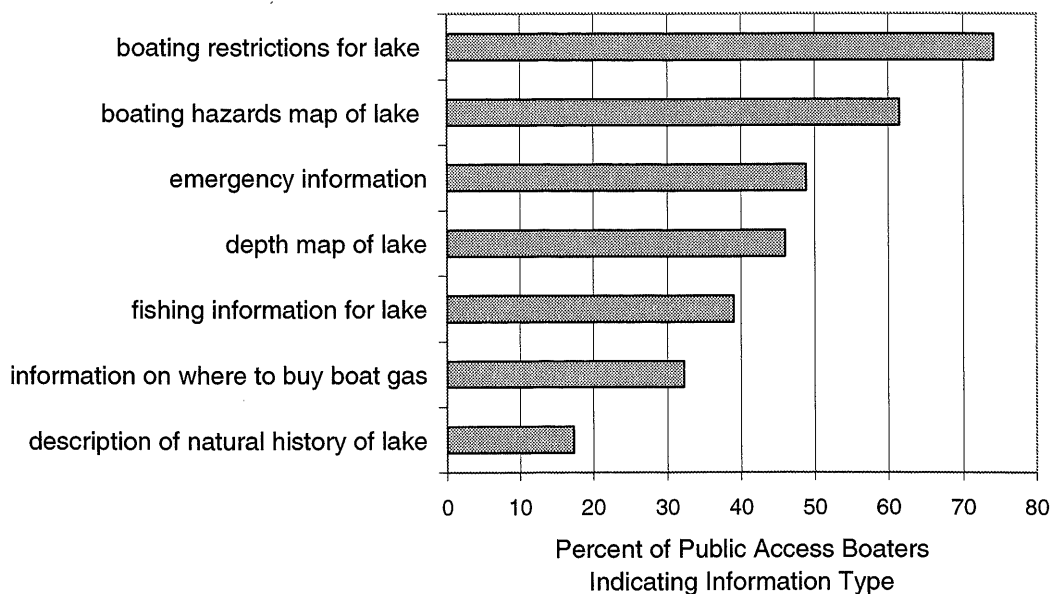 boating restrictions for lake
boating hazards map of lake
emergency information
depth map of lake
fishing information for lake
information on where to buy boat gas
description of natural history of lake
0 10 20 30 40 50 60 70 80
Percent of Public Access Boaters
Indicating Information Type